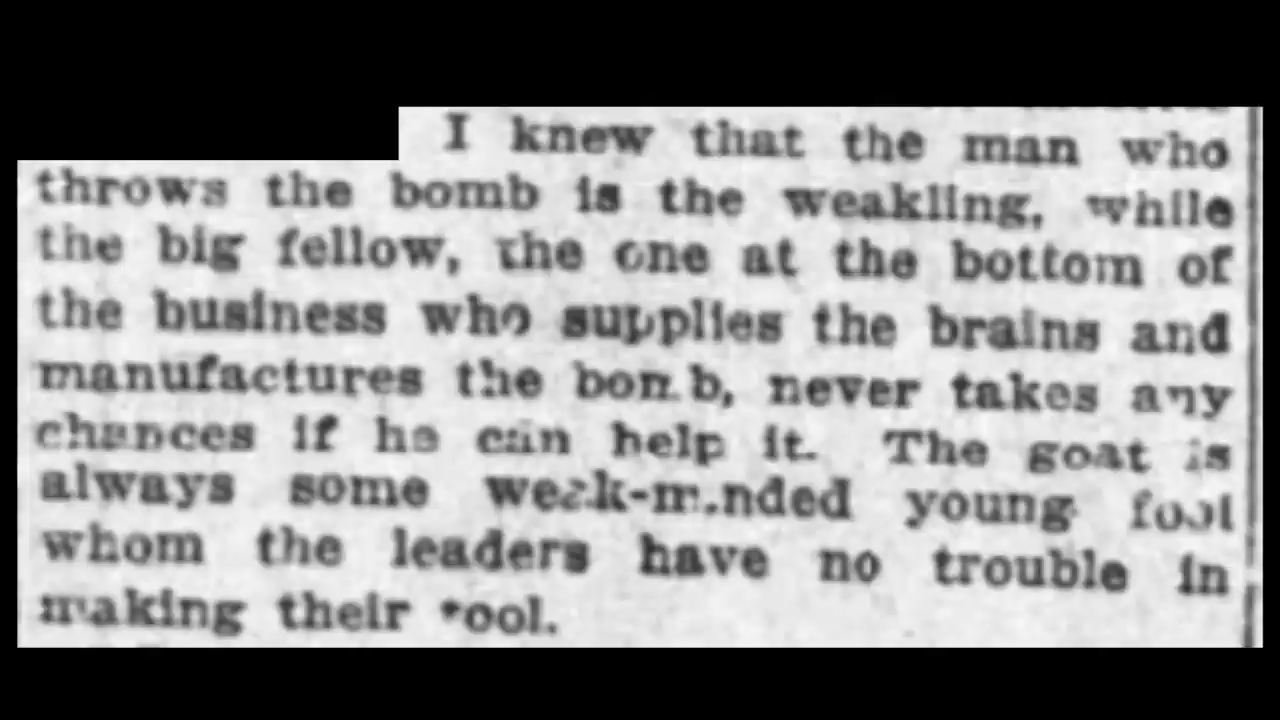 I knew that the man who
throws the bomb is the weakling, while
the big fellow, the one at the bottom of
the business who supplies the brains and
manufactures the bomb, never takes any
chances if he can help it. The goat is
always some weak-minded young fool
whom the leaders have no trouble in
making their tool.